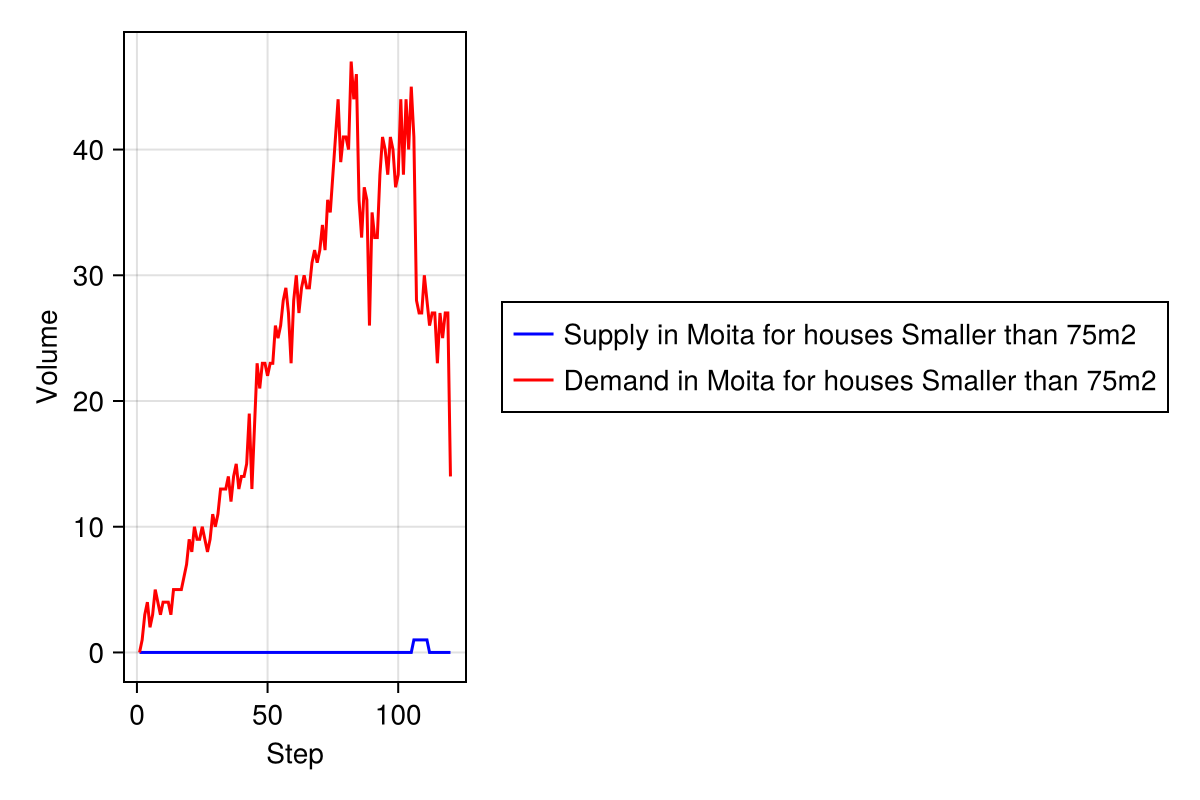 40
30
20
10
0
Volume
0 50 100
Step
Supply in Moita for houses Smaller than 75m2
Demand in Moita for houses Smaller than 75m2